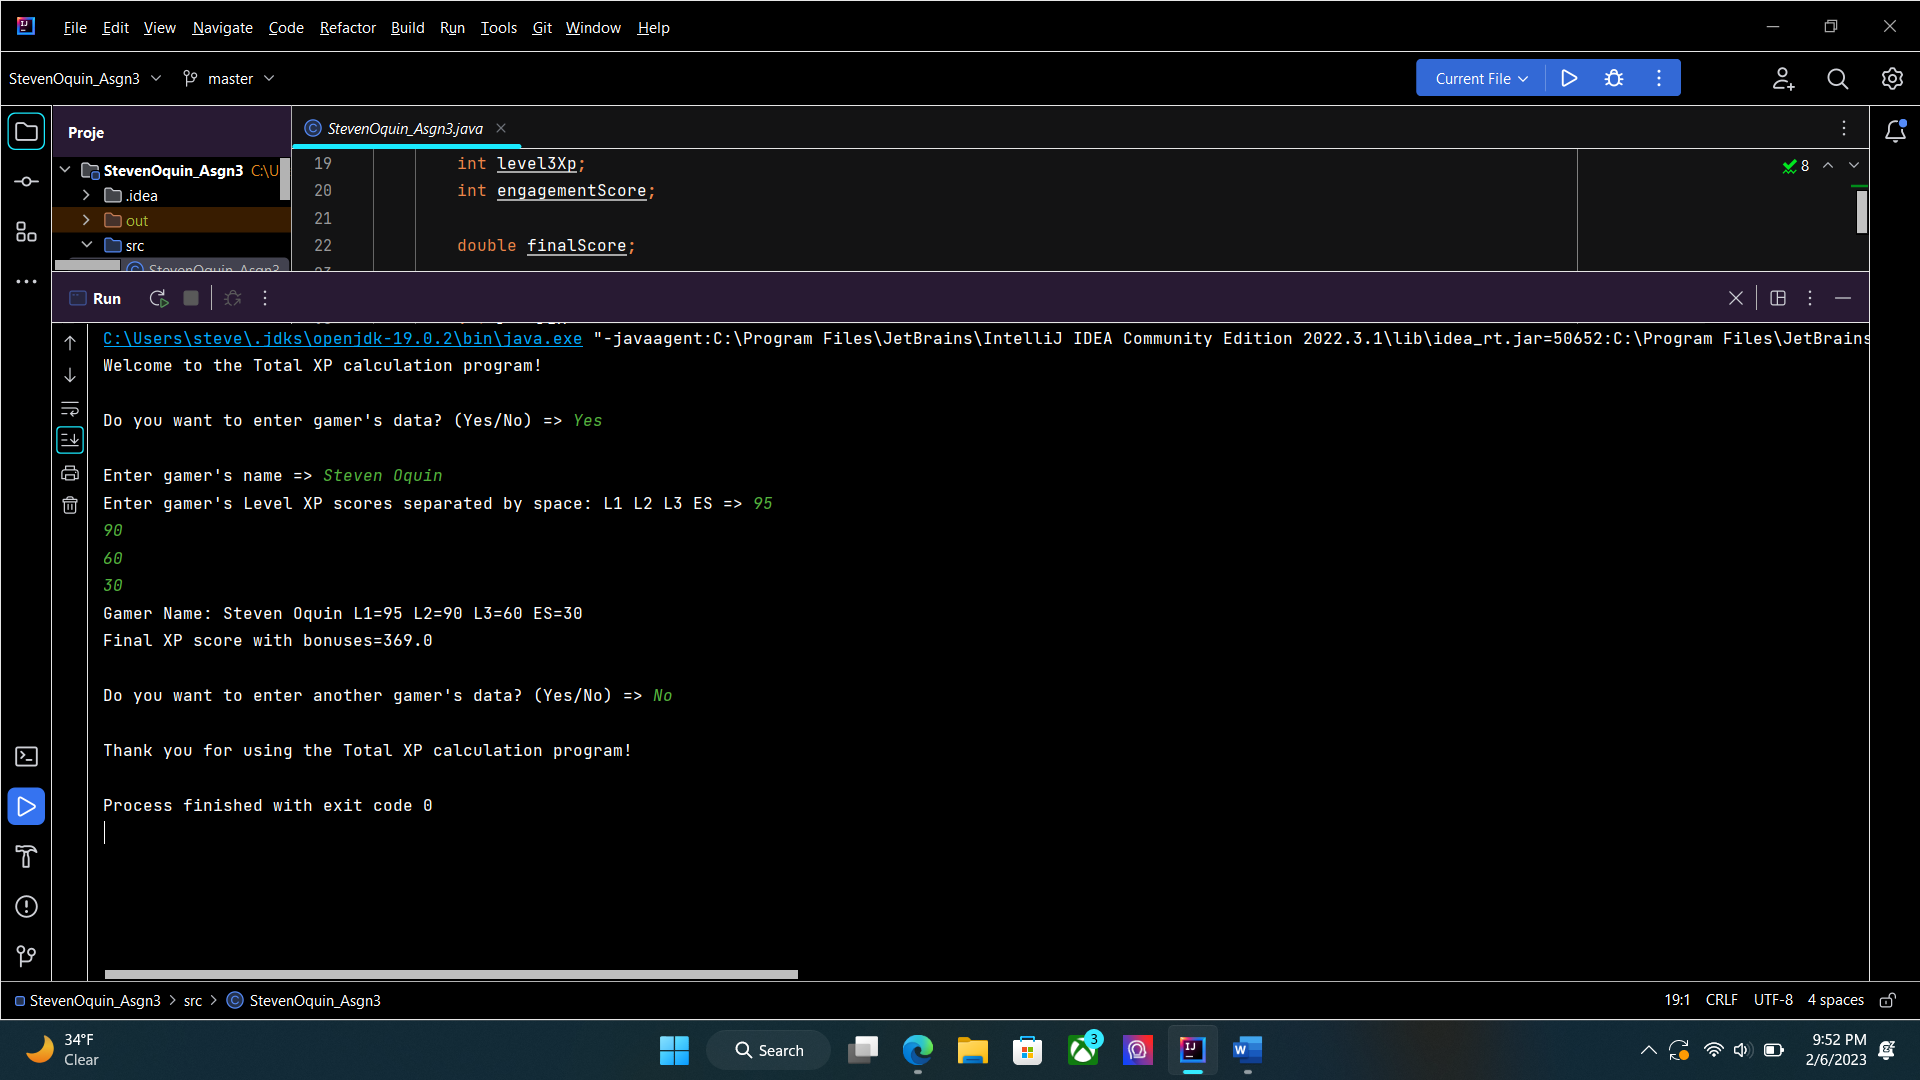 File Edit View Navigate Code Refactor Build Run Tools Git Window Help
StevenOquin_Asgn3 master Current File
Proje
StevenOquin_Asgn3.java
StevenOquin_Asgn3 C:\U
.idea
out
src
StevenOquin_Asgn3
19 int level3Xp;
20 int engagementScore;
21
22 double finalScore;
8
Run
C:\Users\steve\.jdks\openjdk-19.0.2\bin\java.exe "-javaagent:C:\Program Files\JetBrains\IntelliJ IDEA Community Edition 2022.3.1\lib\idea_rt.jar=50652:C:\Program Files\JetBrains
Welcome to the Total XP calculation program!
Do you want to enter gamer's data? (Yes/No) => Yes
Enter gamer's name => Steven Oquin
Enter gamer's Level XP scores separated by space: L1 L2 L3 ES => 95
90
60
30
Gamer Name: Steven Oquin L1=95 L2=90 L3=60 ES=30
Final XP score with bonuses=369.0
Do you want to enter another gamer's data? (Yes/No) => No
Thank you for using the Total XP calculation program!
Process finished with exit code 0
StevenOquin_Asgn3 > src > StevenOquin_Asgn3
19:1 CRLF UTF-8 4 spaces
34°F
Clear
Search
3
9:52 PM
2/6/2023